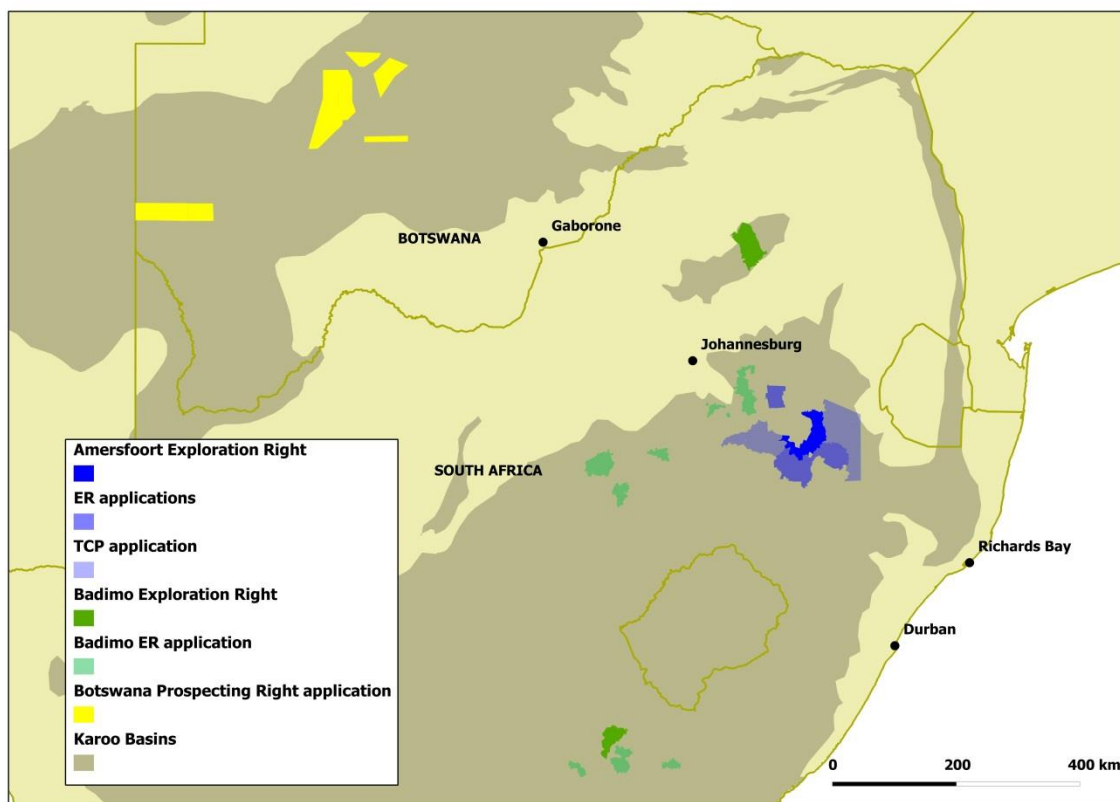 Gaborone
BOTSWANA
Johannesburg
SOUTH AFRICA
Richards Bay
Durban
Amersfoort Exploration Right
ER applications
TCP application
Badimo Exploration Right
Badimo ER application
Botswana Prospecting Right application
Karoo Basins
0 200 400 km